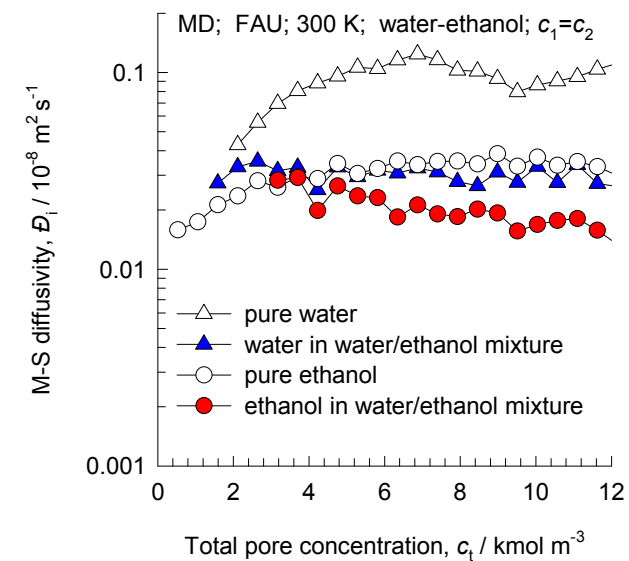 MD; FAU; 300 K; water-ethanol; c₁=c₂
0.1
0.01
0.001
M-S diffusivity, Đᵢ / 10⁻⁸ m² s⁻¹
pure water
water in water/ethanol mixture
pure ethanol
ethanol in water/ethanol mixture
0 2 4 6 8 10 12
Total pore concentration, cₜ / kmol m⁻³